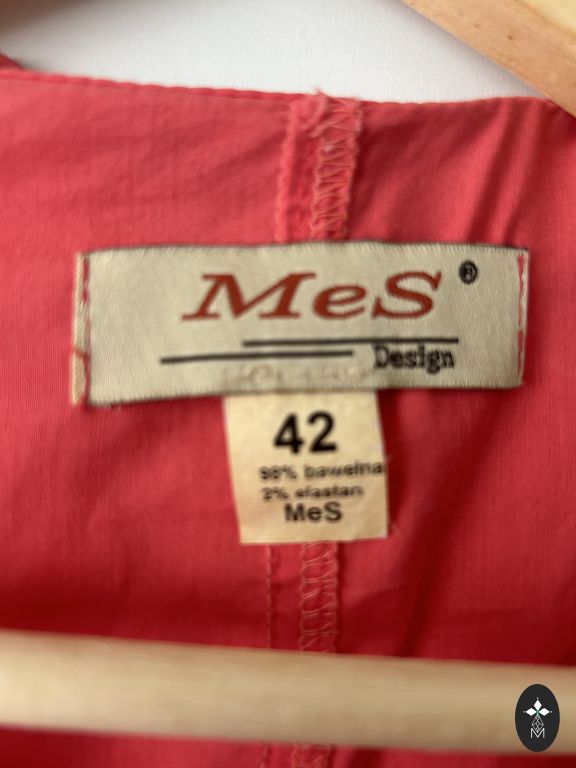 MeS ®
Design
42
98% bawełna
2% elastan
MeS
M